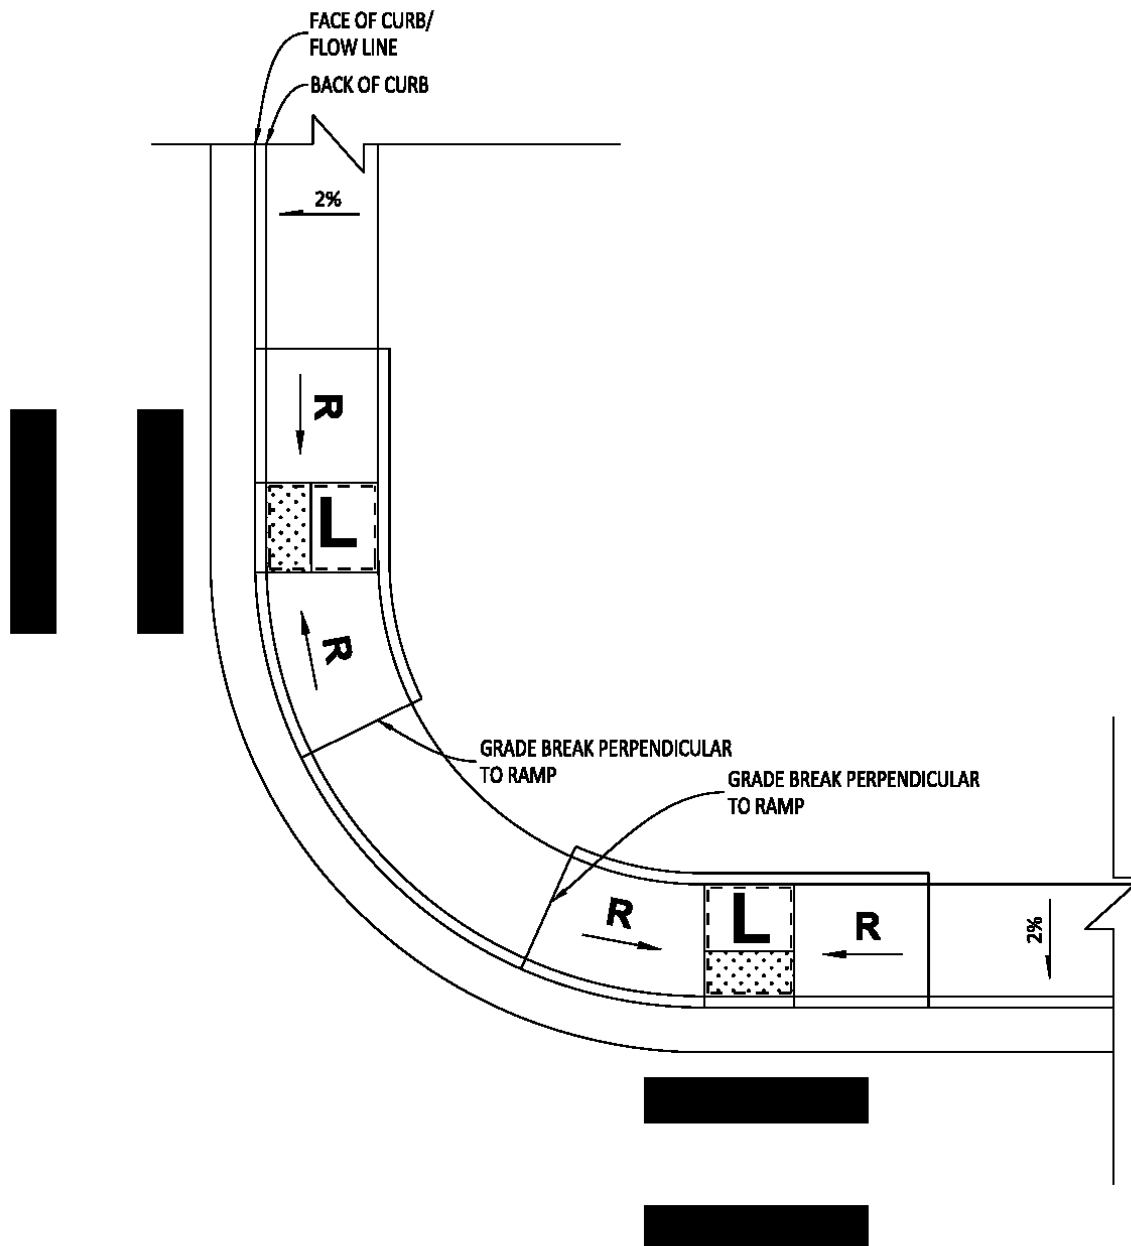 FACE OF CURB/
FLOW LINE
BACK OF CURB
2%
R
L
R
GRADE BREAK PERPENDICULAR
TO RAMP
GRADE BREAK PERPENDICULAR
TO RAMP
R
L
R
2%